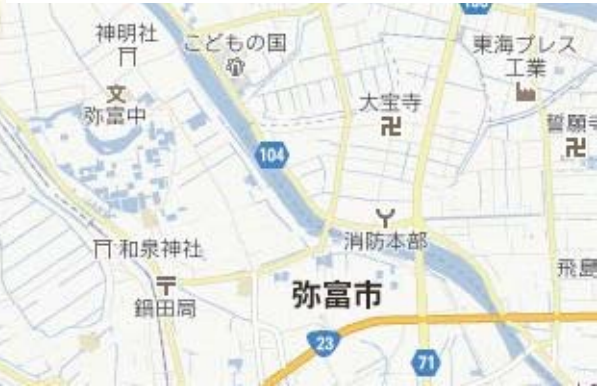 神明社
こどもの国
東海プレス
工業
弥富中
大宝寺
誓願寺
104
消防本部
和泉神社
飛島
鍋田局
弥富市
23
71